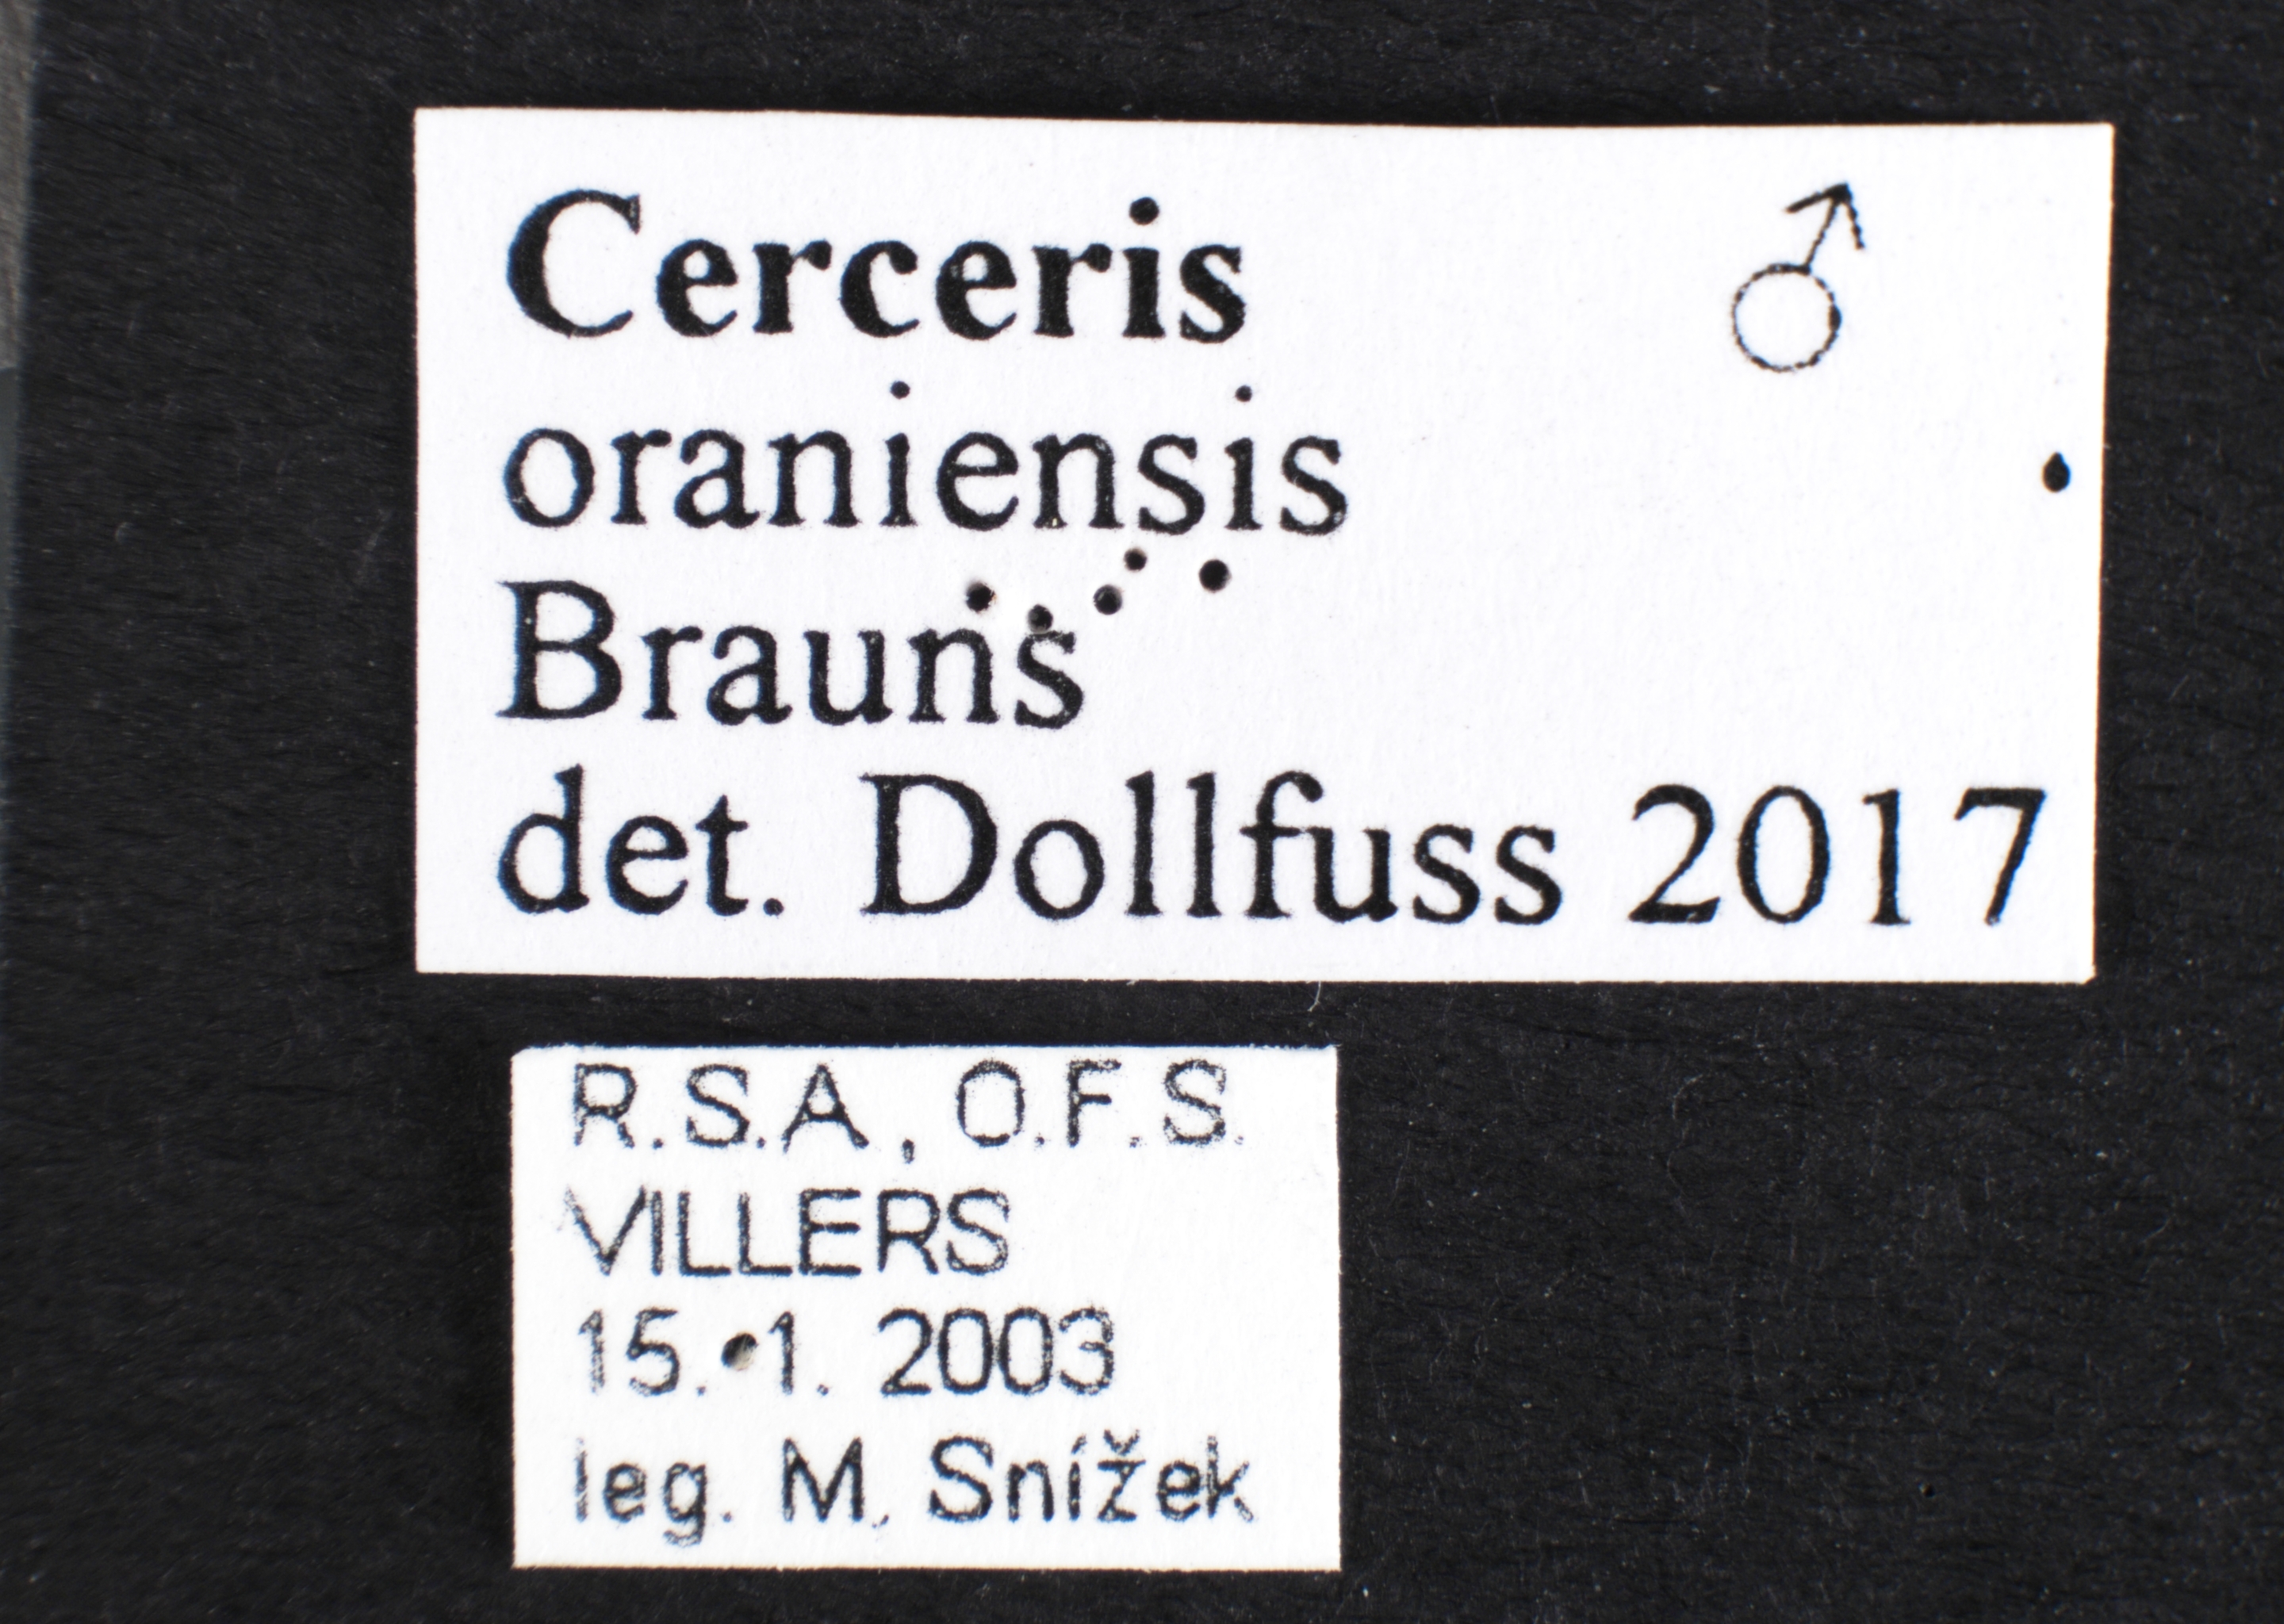 Cerceris ♂
oraniensis
Brauns
det. Dollfuss 2017
R.S.A, O.F.S.
VILLERS
15. 1. 2003
leg. M. Snížek